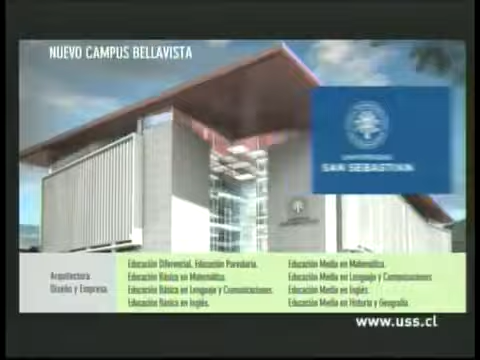 NUEVO CAMPUS BELLAVISTA
UNIVERSIDAD
SAN SEBASTIAN
Arquitectura.
Diseño y Empresa.
Educación Diferencial. Educación Parvularia.
Educación Básica en Matemática.
Educación Básica en Lenguaje y Comunicaciones.
Educación Básica en Inglés.
Educación Media en Matemática.
Educación Media en Lenguaje y Comunicaciones
Educación Media en Inglés.
Educación Media en Historia y Geografía.
www.uss.cl